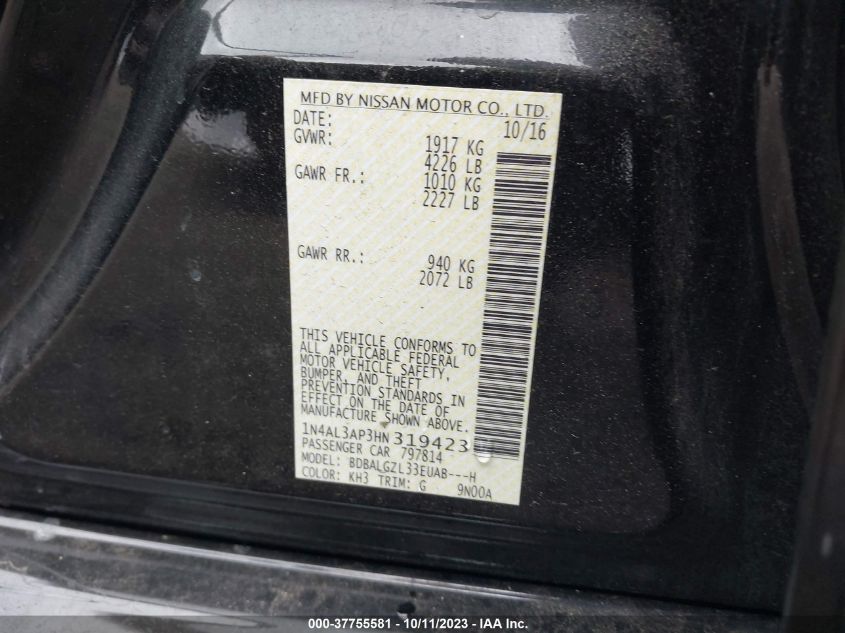 MFD BY NISSAN MOTOR CO., LTD.
DATE: 10/16
GVWR: 1917 KG
4226 LB
GAWR FR.: 1010 KG
2227 LB
GAWR RR.: 940 KG
2072 LB
THIS VEHICLE CONFORMS TO
ALL APPLICABLE FEDERAL
MOTOR VEHICLE SAFETY,
BUMPER, AND THEFT
PREVENTION STANDARDS IN
EFFECT ON THE DATE OF
MANUFACTURE SHOWN ABOVE.
1N4AL3AP3HN 319423
PASSENGER CAR 797814
MODEL: BDBALGZL33EUAB---H
COLOR: KH3 TRIM: G 9N00A
000-37755581 - 10/11/2023 - IAA Inc.